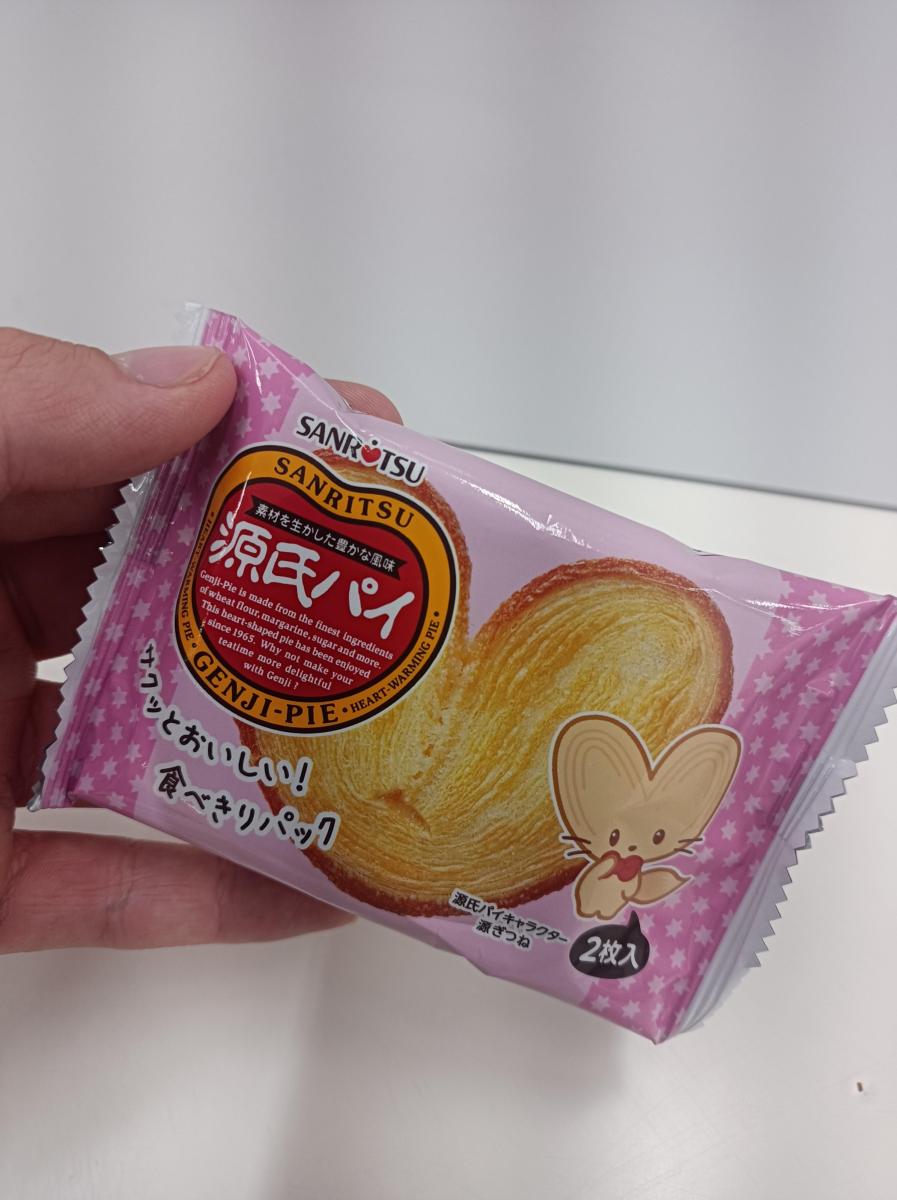 SANRITSU
SANRITSU
素材を生かした豊かな風味
源氏パイ
Genji-Pie is made from the finest ingredients
of wheat flour, margarine, sugar and more.
This heart-shaped pie has been enjoyed
since 1965. Why not make your
teatime more delightful
with Genji ?
• HEART-WARMING PIE • GENJI-PIE • HEART-WARMING PIE •
チョッとおいしい!
食べきりパック
源氏パイキャラクター
源ぎつね
2枚入